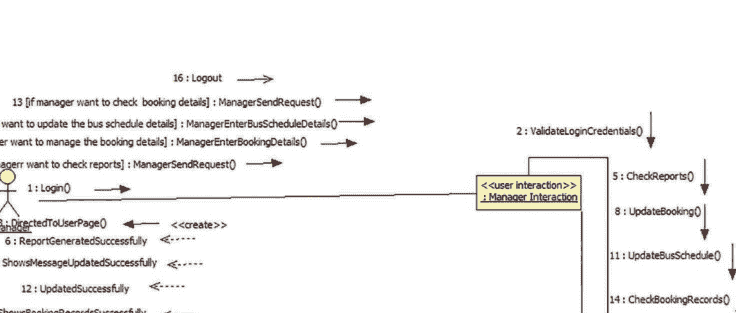 16 : Logout
13 [if manager want to check booking details] : ManagerSendRequest()
want to update the bus schedule details] : ManagerEnterBusScheduleDetails()
er want to manage the booking details] : ManagerEnterBookingDetails()
nagerr want to check reports] : ManagerSendRequest()
1 : Login()
: DirectedToUserPage()
<<create>>
6 : ReportGeneratedSuccessfully
ShowsMessageUpdatedSuccessfully
12 : UpdatedSuccessfully
ShowsBookingRecordsSuccessfully
<<user interaction>>
: Manager Interaction
2 : ValidateLoginCredentials()
5 : CheckReports()
8 : UpdateBooking()
11 : UpdateBusSchedule()
14 : CheckBookingRecords()